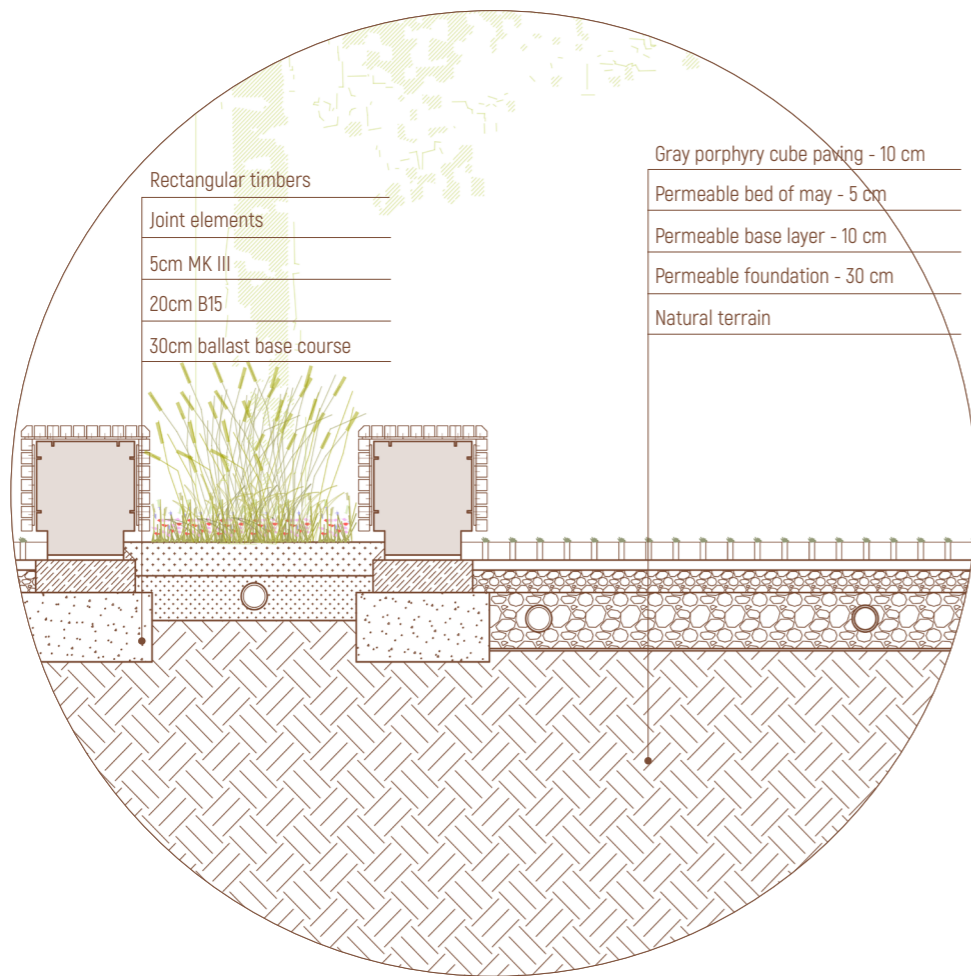 Rectangular timbers
Joint elements
5cm MK III
20cm B15
30cm ballast base course
Gray porphyry cube paving - 10 cm
Permeable bed of may - 5 cm
Permeable base layer - 10 cm
Permeable foundation - 30 cm
Natural terrain